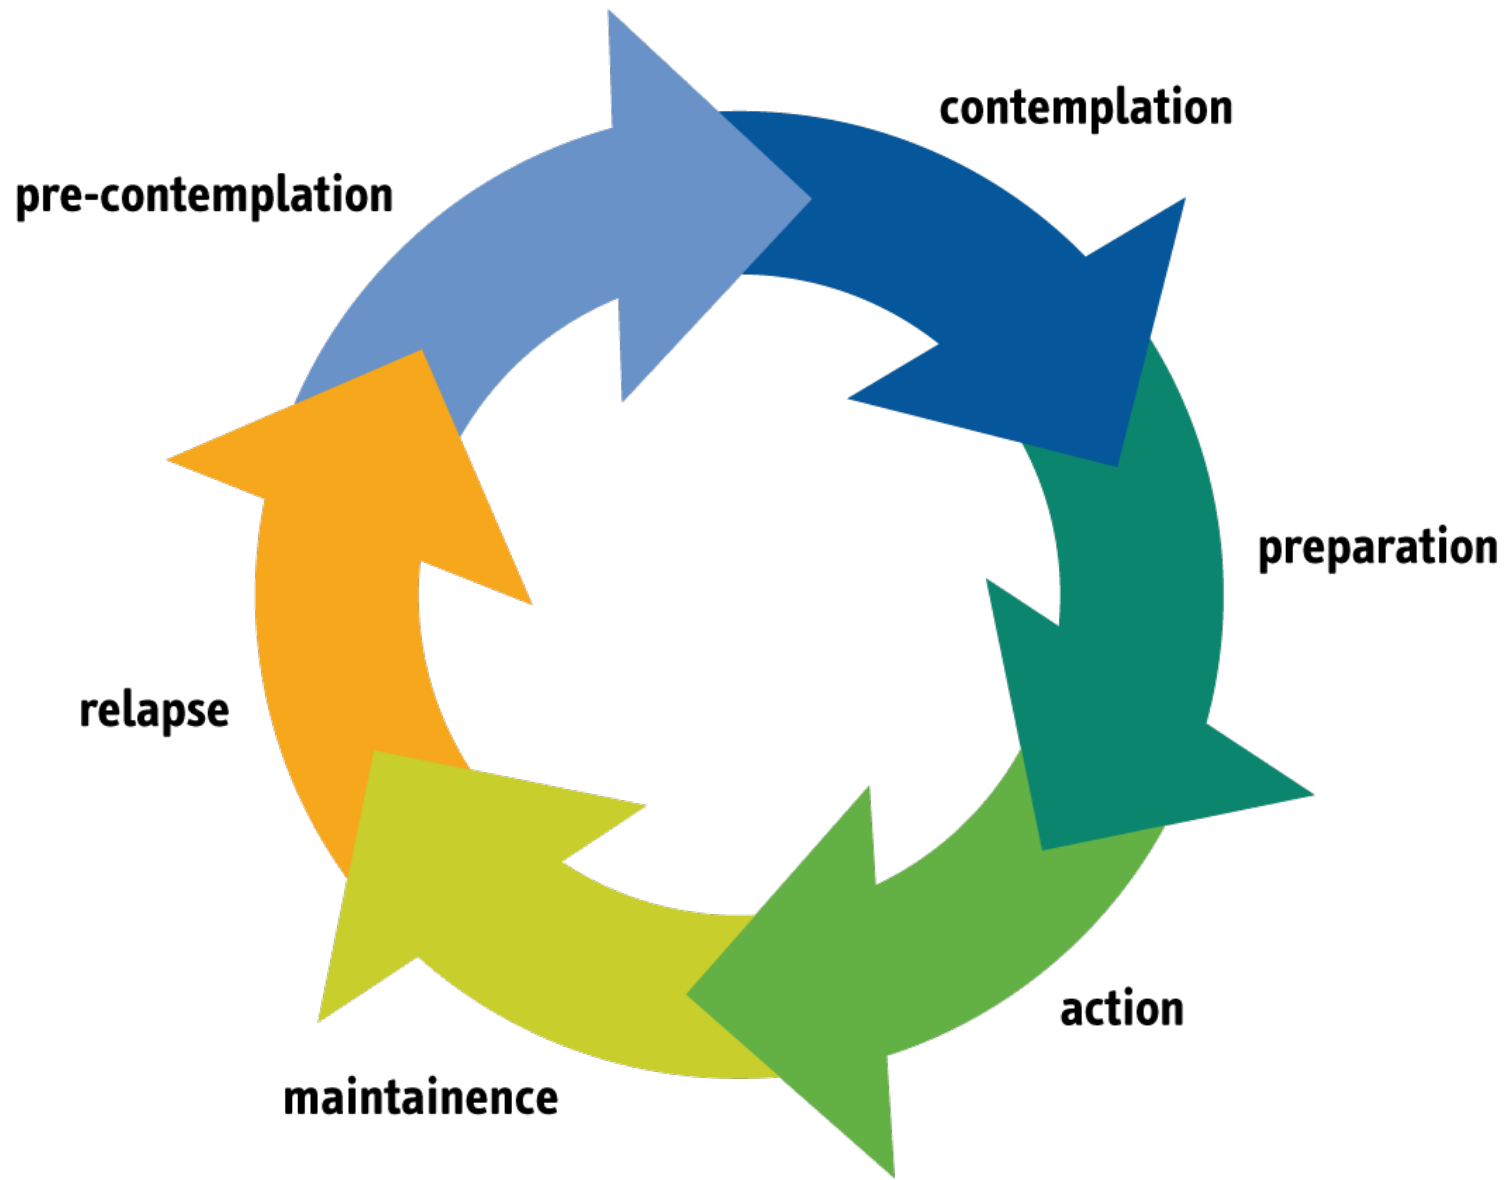 contemplation
pre-contemplation
preparation
relapse
action
maintainence